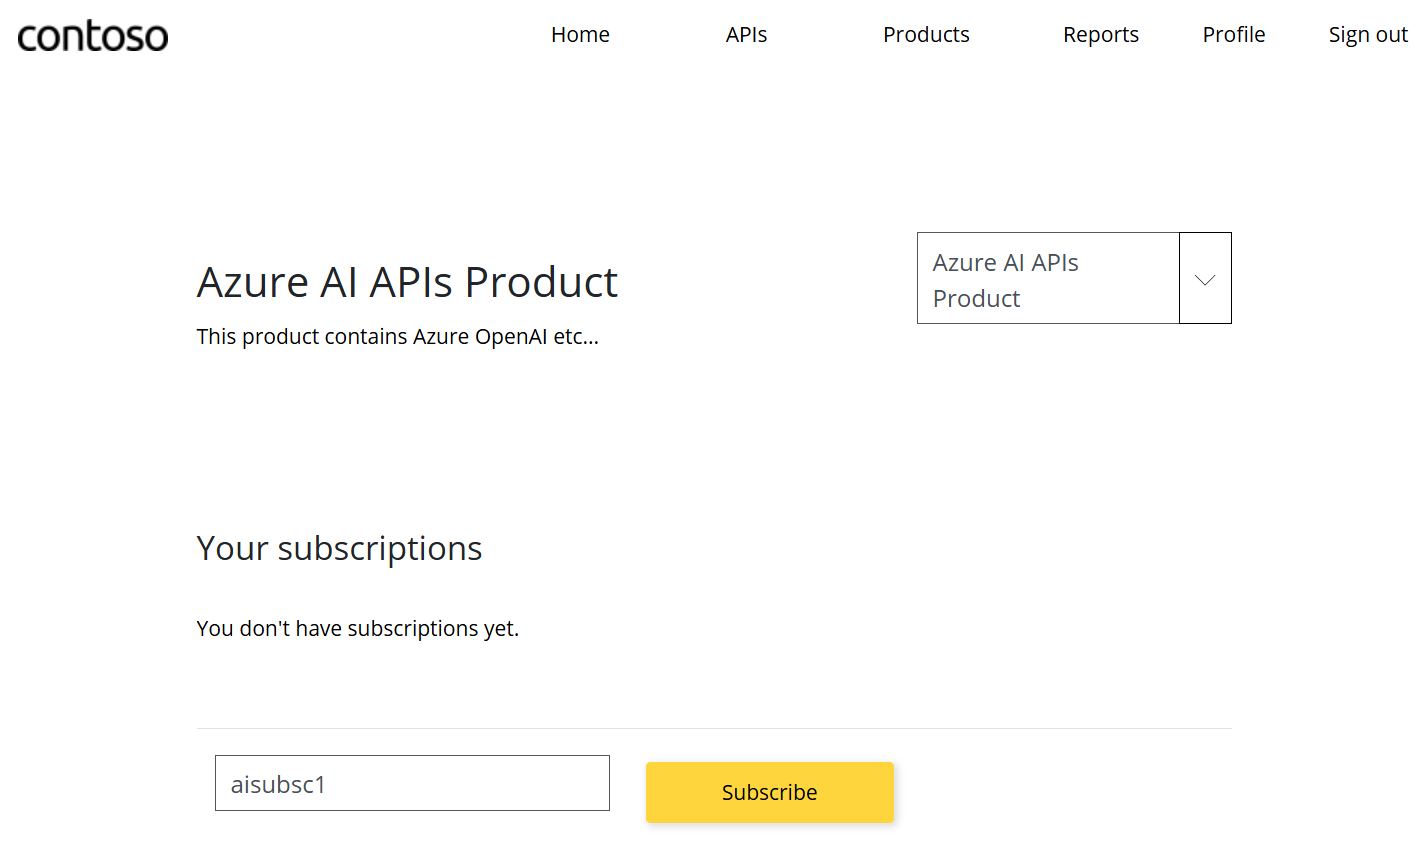 contoso
Home APIs Products Reports Profile Sign out
Azure AI APIs Product
This product contains Azure OpenAI etc...
Azure AI APIs
Product
Your subscriptions
You don't have subscriptions yet.
aisubsc1
Subscribe